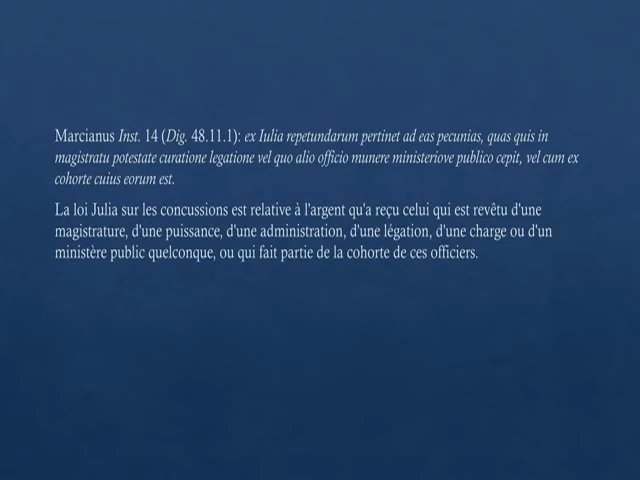 Marcianus Inst. 14 (Dig. 48.11.1): ex Iulia repetundarum pertinet ad eas pecunias, quas quis in
magistratu potestate curatione legatione vel quo alio officio munere ministeriove publico cepit, vel cum ex
cohorte cuius eorum est.
La loi Julia sur les concussions est relative à l'argent qu'a reçu celui qui est revêtu d'une
magistrature, d'une puissance, d'une administration, d'une légation, d'une charge ou d'un
ministère public quelconque, ou qui fait partie de la cohorte de ces officiers.